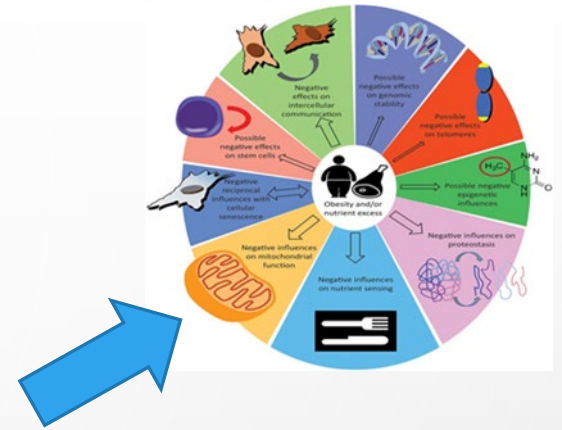 Negative
effects on
intercellular
communication
Possible
negative effects
on genomic
stability
Possible
negative effects
on telomeres
H₃C
NH₂
N
N
O
Possible negative
epigenetic
influences
Negative influences on
proteostasis
Negative influences
on nutrient sensing
Negative influences
on mitochondrial
function
Negative
reciprocal
influences with
cellular
senescence
Possible
negative effects
on stem cells
Obesity and/or
nutrient excess